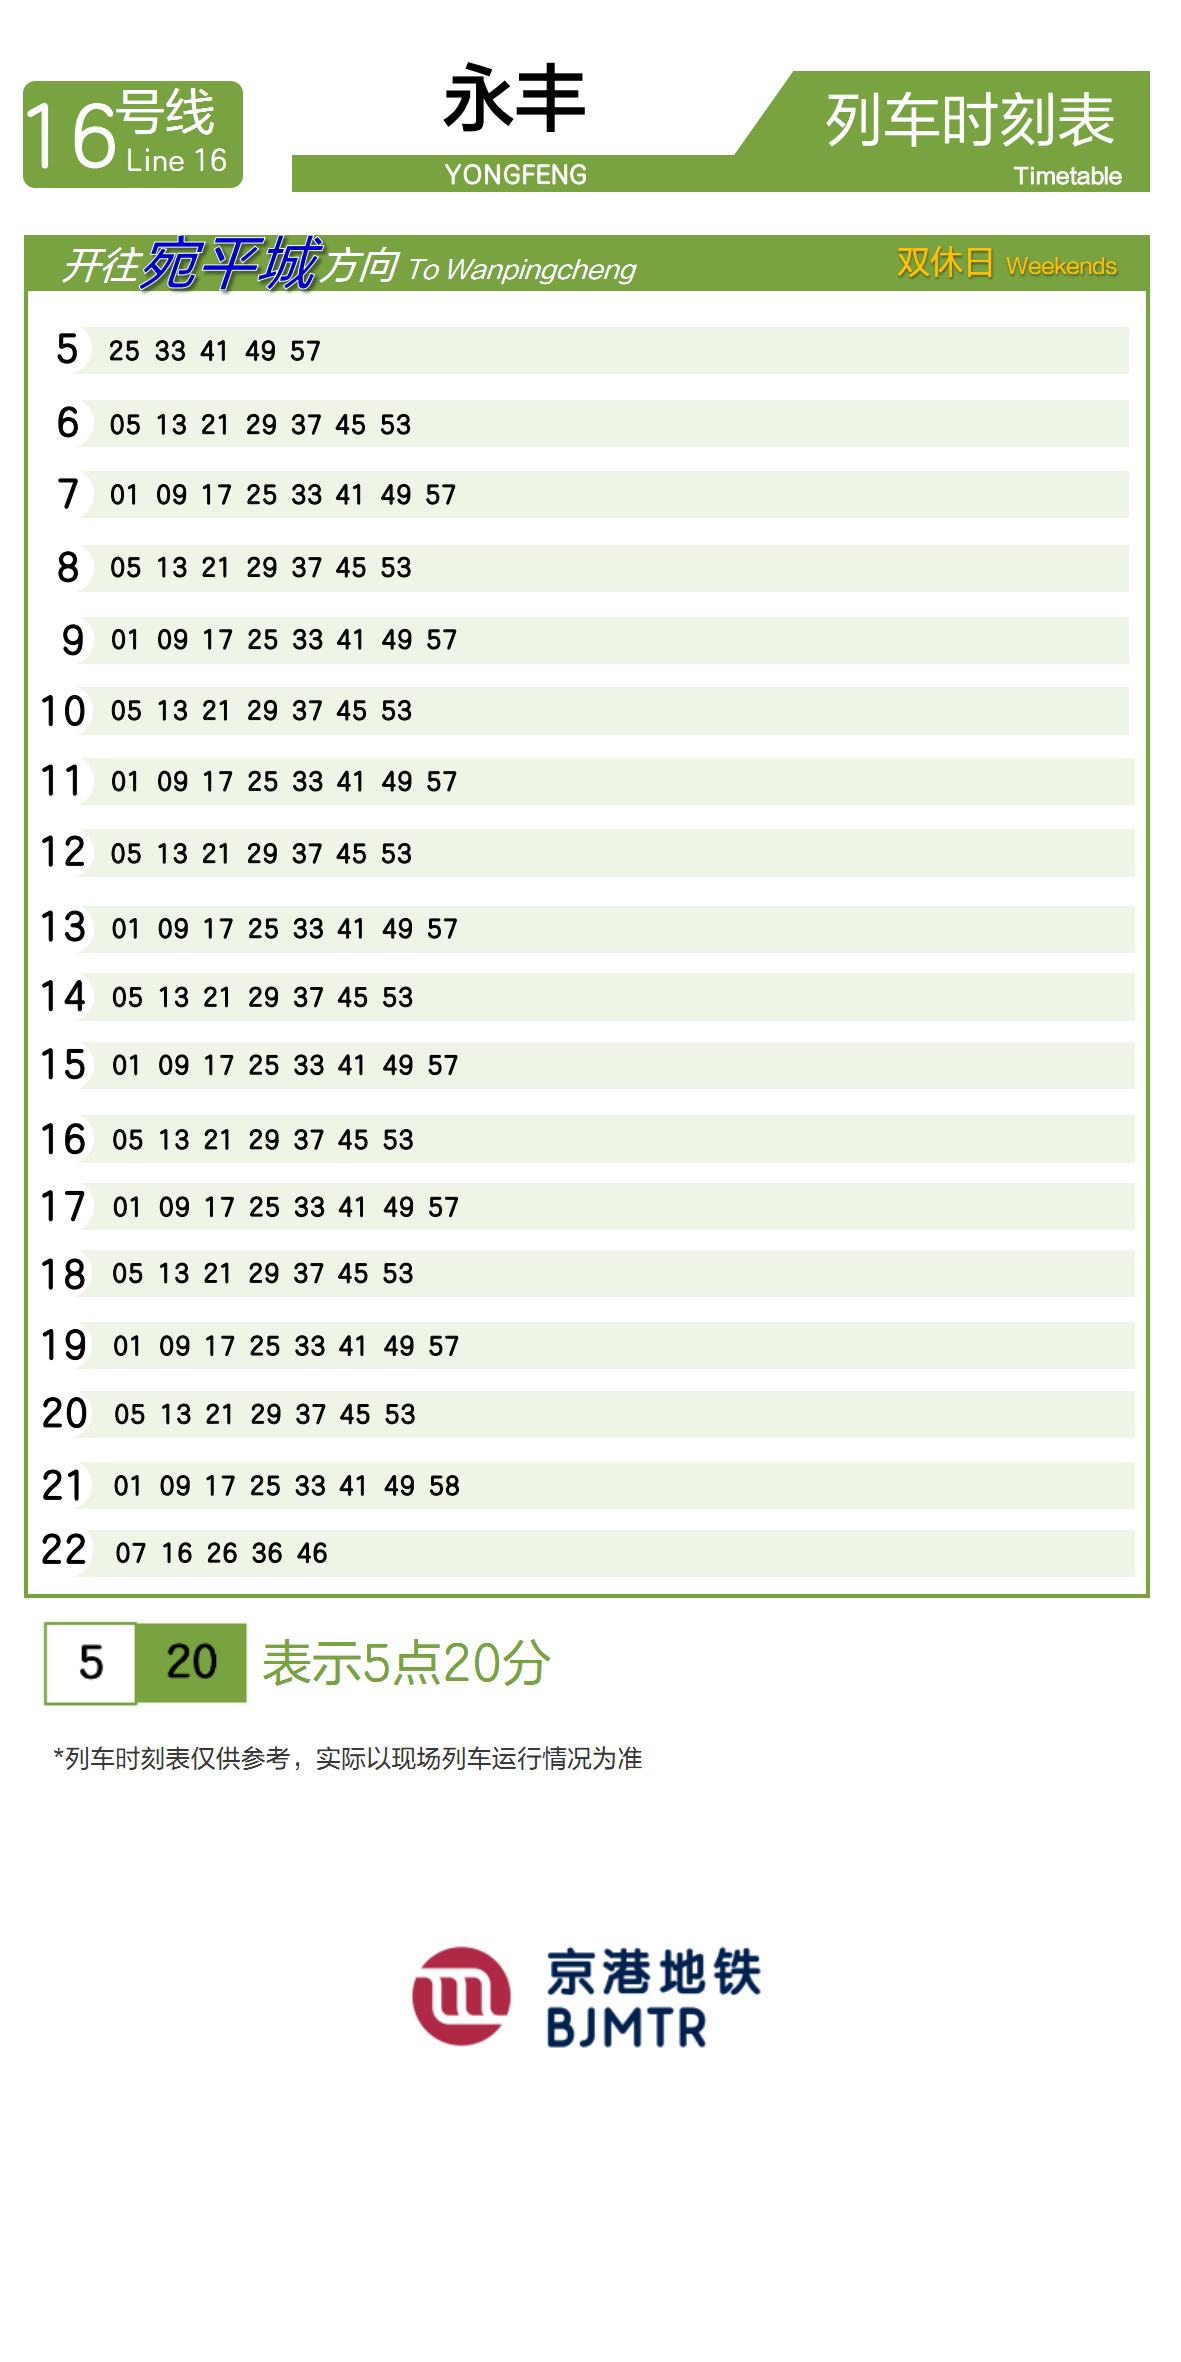 16号线
Line 16
永丰
YONGFENG
列车时刻表
Timetable
开往宛平城方向 To Wanpingcheng 双休日 Weekends
5 25 33 41 49 57
6 05 13 21 29 37 45 53
7 01 09 17 25 33 41 49 57
8 05 13 21 29 37 45 53
9 01 09 17 25 33 41 49 57
10 05 13 21 29 37 45 53
11 01 09 17 25 33 41 49 57
12 05 13 21 29 37 45 53
13 01 09 17 25 33 41 49 57
14 05 13 21 29 37 45 53
15 01 09 17 25 33 41 49 57
16 05 13 21 29 37 45 53
17 01 09 17 25 33 41 49 57
18 05 13 21 29 37 45 53
19 01 09 17 25 33 41 49 57
20 05 13 21 29 37 45 53
21 01 09 17 25 33 41 49 58
22 07 16 26 36 46
5 20 表示5点20分
*列车时刻表仅供参考，实际以现场列车运行情况为准
京港地铁
BJMTR